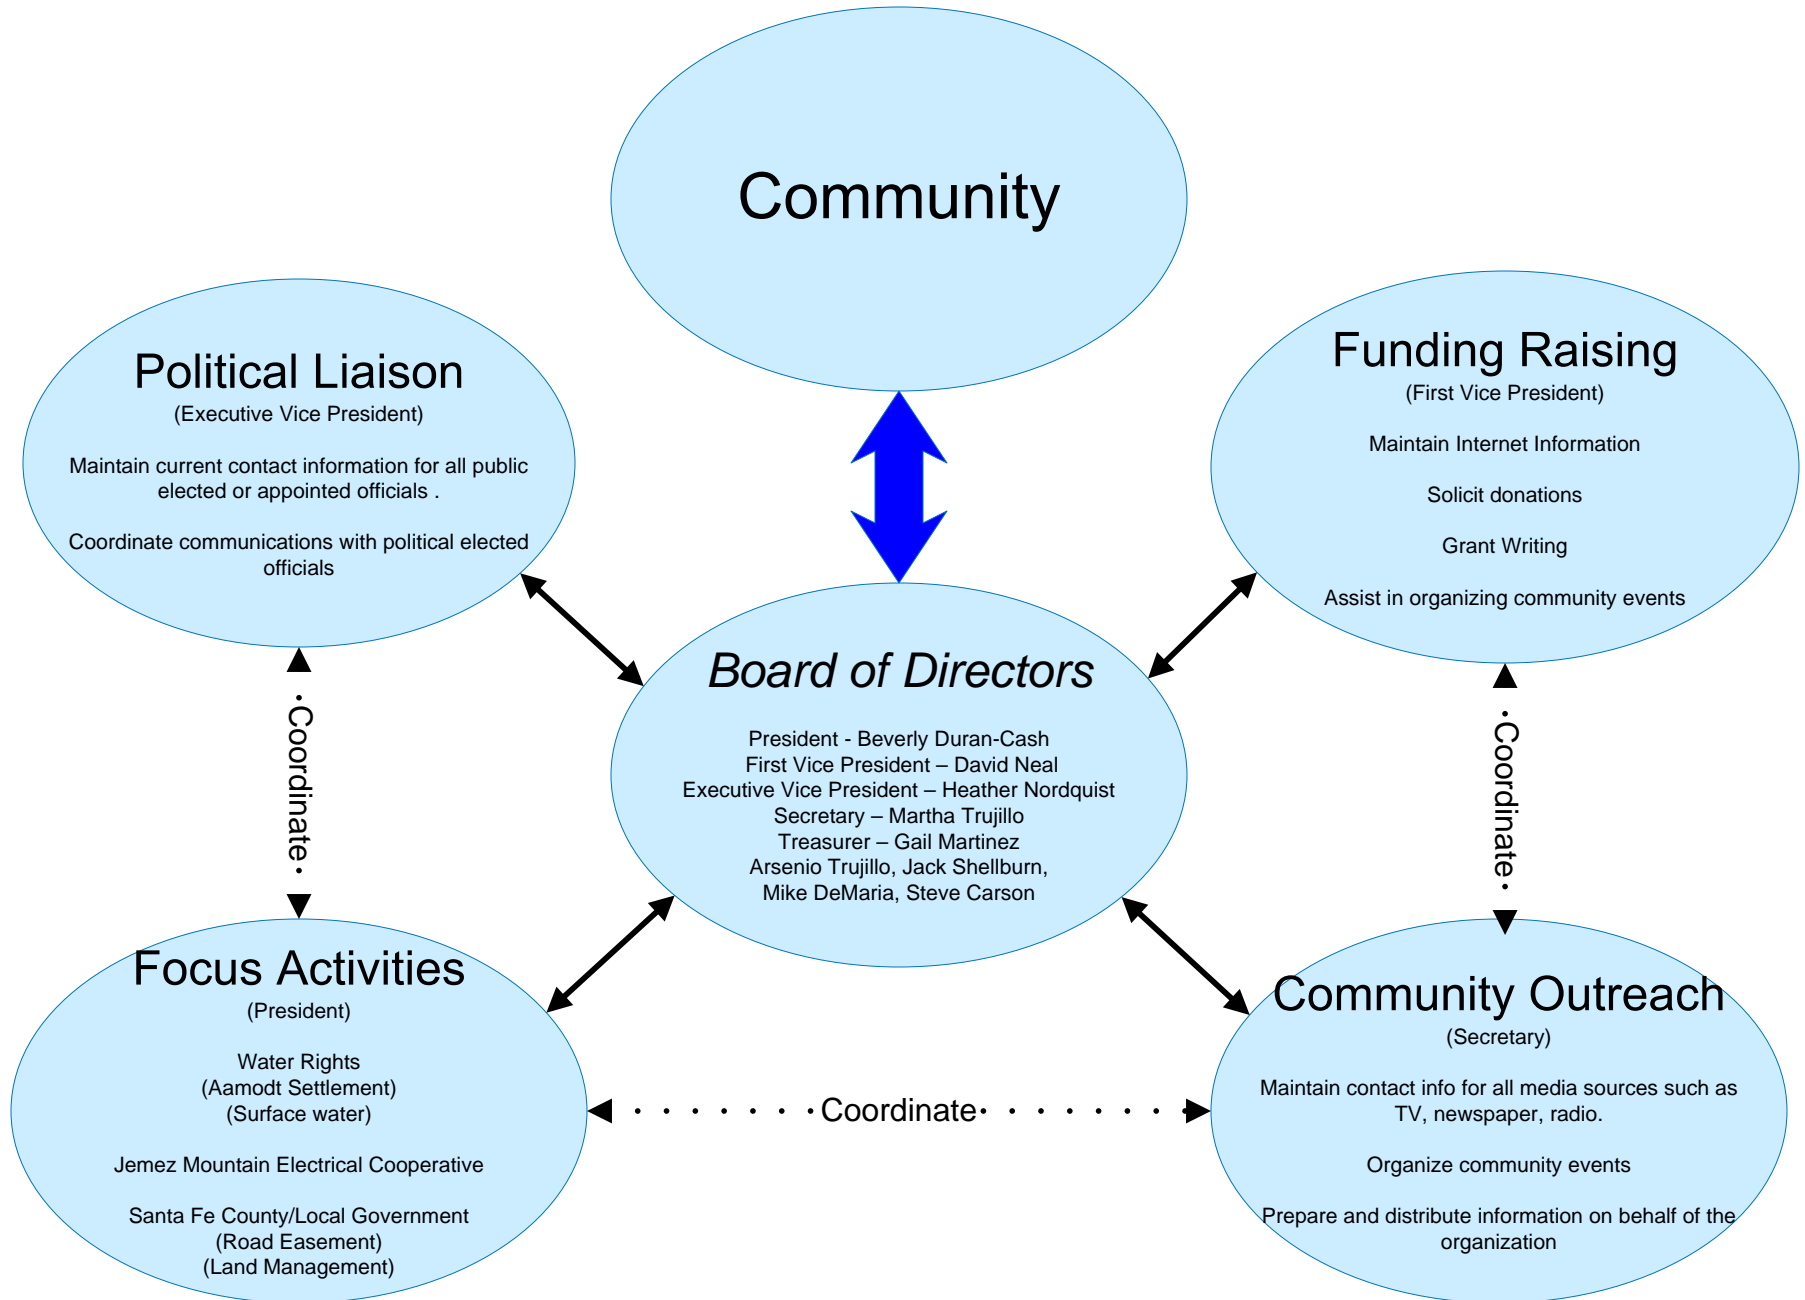 Community
Political Liaison
(Executive Vice President)
Maintain current contact information for all public
elected or appointed officials .
Coordinate communications with political elected
officials
Funding Raising
(First Vice President)
Maintain Internet Information
Solicit donations
Grant Writing
Assist in organizing community events
Board of Directors
President - Beverly Duran-Cash
First Vice President – David Neal
Executive Vice President – Heather Nordquist
Secretary – Martha Trujillo
Treasurer – Gail Martinez
Arsenio Trujillo, Jack Shellburn,
Mike DeMaria, Steve Carson
Coordinate
Coordinate
Focus Activities
(President)
Water Rights
(Aamodt Settlement)
(Surface water)
Jemez Mountain Electrical Cooperative
Santa Fe County/Local Government
(Road Easement)
(Land Management)
Coordinate
Community Outreach
(Secretary)
Maintain contact info for all media sources such as
TV, newspaper, radio.
Organize community events
Prepare and distribute information on behalf of the
organization